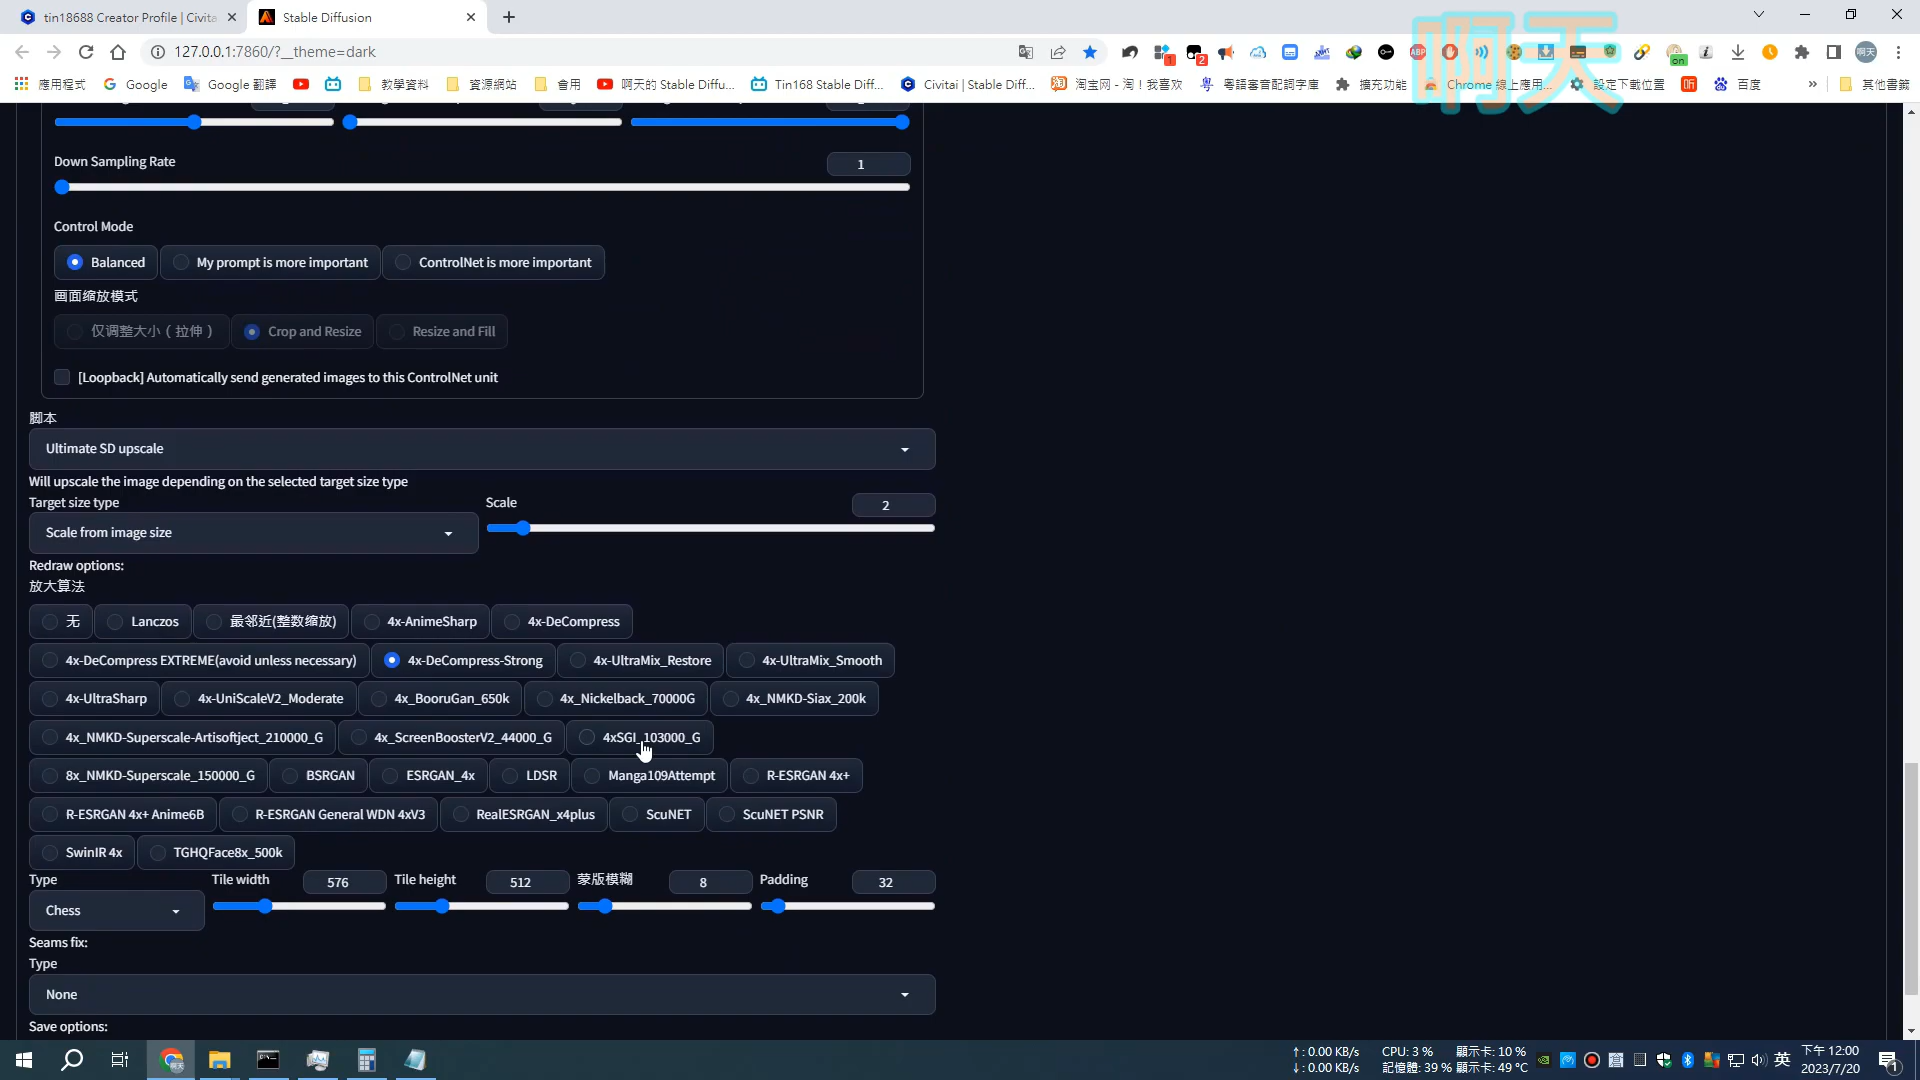 tin18688 Creator Profile | Civita
Stable Diffusion
127.0.0.1:7860/?__theme=dark
啊天
應用程式
Google
Google 翻譯
教學資料
資源網站
會用
啊天的 Stable Diffu...
Tin168 Stable Diff...
Civitai | Stable Diff...
淘宝网 - 淘！我喜欢
粵語審音配詞字庫
擴充功能
Chrome 線上應用...
設定下載位置
百度
»
其他書籤
Down Sampling Rate
1
Control Mode
Balanced
My prompt is more important
ControlNet is more important
画面缩放模式
仅调整大小（拉伸）
Crop and Resize
Resize and Fill
[Loopback] Automatically send generated images to this ControlNet unit
脚本
Ultimate SD upscale
Will upscale the image depending on the selected target size type
Target size type
Scale
2
Scale from image size
Redraw options:
放大算法
无
Lanczos
最邻近(整数缩放)
4x-AnimeSharp
4x-DeCompress
4x-DeCompress EXTREME(avoid unless necessary)
4x-DeCompress-Strong
4x-UltraMix_Restore
4x-UltraMix_Smooth
4x-UltraSharp
4x-UniScaleV2_Moderate
4x_BooruGan_650k
4x_Nickelback_70000G
4x_NMKD-Siax_200k
4x_NMKD-Superscale-Artisoftject_210000_G
4x_ScreenBoosterV2_44000_G
4xSGI_103000_G
8x_NMKD-Superscale_150000_G
BSRGAN
ESRGAN_4x
LDSR
Manga109Attempt
R-ESRGAN 4x+
R-ESRGAN 4x+ Anime6B
R-ESRGAN General WDN 4xV3
RealESRGAN_x4plus
ScuNET
ScuNET PSNR
SwinIR 4x
TGHQFace8x_500k
Type
Tile width
576
Tile height
512
蒙版模糊
8
Padding
32
Chess
Seams fix:
Type
None
Save options:
↑: 0.00 KB/s
↓: 0.00 KB/s
CPU: 3 %
顯示卡: 10 %
記憶體: 39 %
顯示卡: 49 °C
英
下午 12:00
2023/7/20